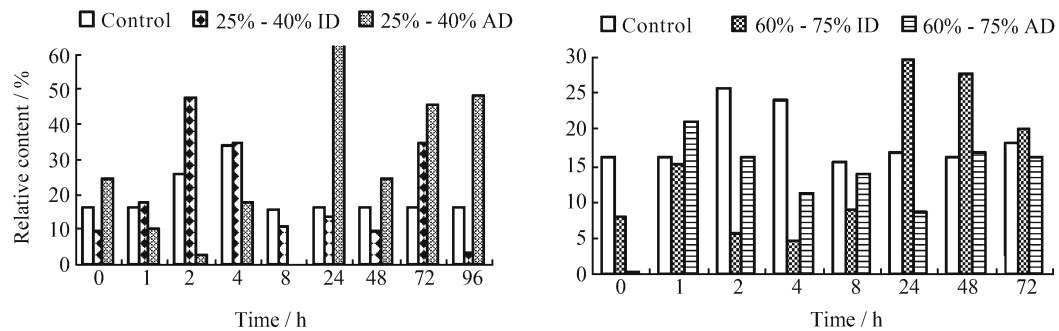 Control 25% - 40% ID 25% - 40% AD
Relative content / %
60
50
40
30
20
10
0
0 1 2 4 8 24 48 72 96
Time / h
Control 60% - 75% ID 60% - 75% AD
30
25
20
15
10
5
0
0 1 2 4 8 24 48 72
Time / h